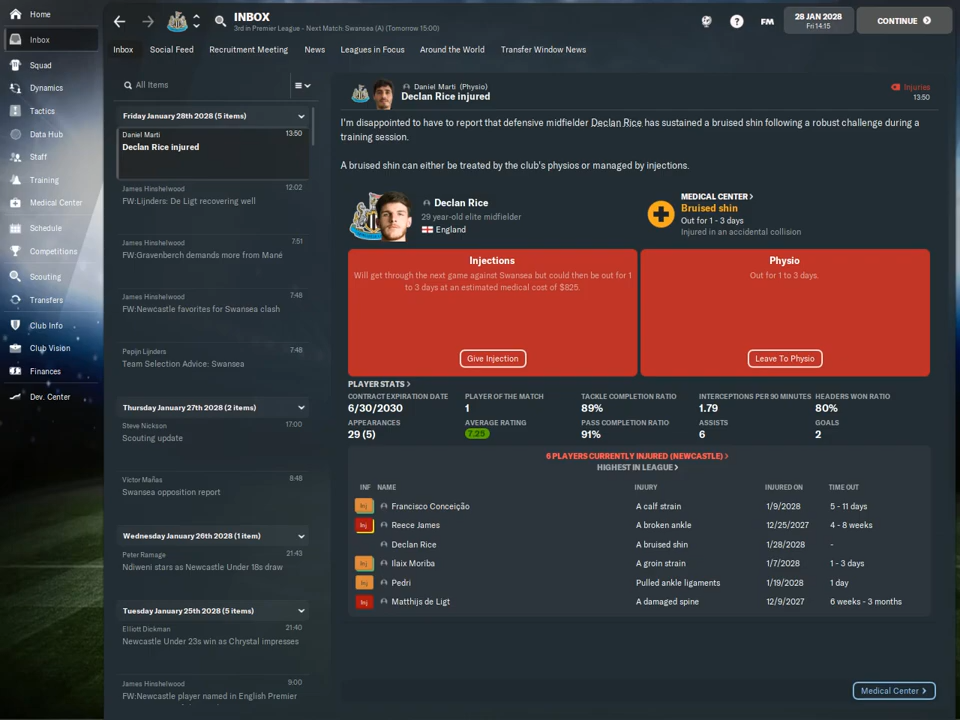 Home
INBOX
3rd in Premier League - Next Match: Swansea (A) (Tomorrow 15:00)
FM
28 JAN 2028
Fri 14:15
CONTINUE
Inbox
Squad
Dynamics
Tactics
Data Hub
Staff
Training
Medical Center
Schedule
Competitions
Scouting
Transfers
Club Info
Club Vision
Finances
Dev. Center
Inbox Social Feed Recruitment Meeting News Leagues in Focus Around the World Transfer Window News
All Items
Friday January 28th 2028 (5 items)
Daniel Marti 13:50
Declan Rice injured
James Hinshelwood 12:02
FW:Lijnders: De Ligt recovering well
James Hinshelwood 7:51
FW:Gravenberch demands more from Mané
James Hinshelwood 7:48
FW:Newcastle favorites for Swansea clash
Pepijn Lijnders 7:48
Team Selection Advice: Swansea
Thursday January 27th 2028 (2 items)
Steve Nickson 17:00
Scouting update
Víctor Mañas 8:48
Swansea opposition report
Wednesday January 26th 2028 (1 item)
Peter Ramage 21:43
Ndiweni stars as Newcastle Under 18s draw
Tuesday January 25th 2028 (5 items)
Elliott Dickman 21:40
Newcastle Under 23s win as Chrystal impresses
James Hinshelwood 9:00
FW:Newcastle player named in English Premier
Daniel Marti (Physio)
Declan Rice injured
Injuries
13:50
I'm disappointed to have to report that defensive midfielder Declan Rice has sustained a bruised shin following a robust challenge during a
training session.
A bruised shin can either be treated by the club's physios or managed by injections.
Declan Rice
29 year-old elite midfielder
England
MEDICAL CENTER >
Bruised shin
Out for 1 - 3 days
Injured in an accidental collision
Injections
Will get through the next game against Swansea but could then be out for 1
to 3 days at an estimated medical cost of $825.
Give Injection
Physio
Out for 1 to 3 days.
Leave To Physio
PLAYER STATS >
CONTRACT EXPIRATION DATE PLAYER OF THE MATCH TACKLE COMPLETION RATIO INTERCEPTIONS PER 90 MINUTES HEADERS WON RATIO
6/30/2030 1 89% 1.79 80%
APPEARANCES AVERAGE RATING PASS COMPLETION RATIO ASSISTS GOALS
29 (5) 7.25 91% 6 2
6 PLAYERS CURRENTLY INJURED (NEWCASTLE) >
HIGHEST IN LEAGUE >
INF NAME INJURY INJURED ON TIME OUT
Inj Francisco Conceição A calf strain 1/9/2028 5 - 11 days
Inj Reece James A broken ankle 12/25/2027 4 - 8 weeks
Declan Rice A bruised shin 1/28/2028 -
Inj Ilaix Moriba A groin strain 1/7/2028 1 - 3 days
Inj Pedri Pulled ankle ligaments 1/19/2028 1 day
Inj Matthijs de Ligt A damaged spine 12/9/2027 6 weeks - 3 months
Medical Center >